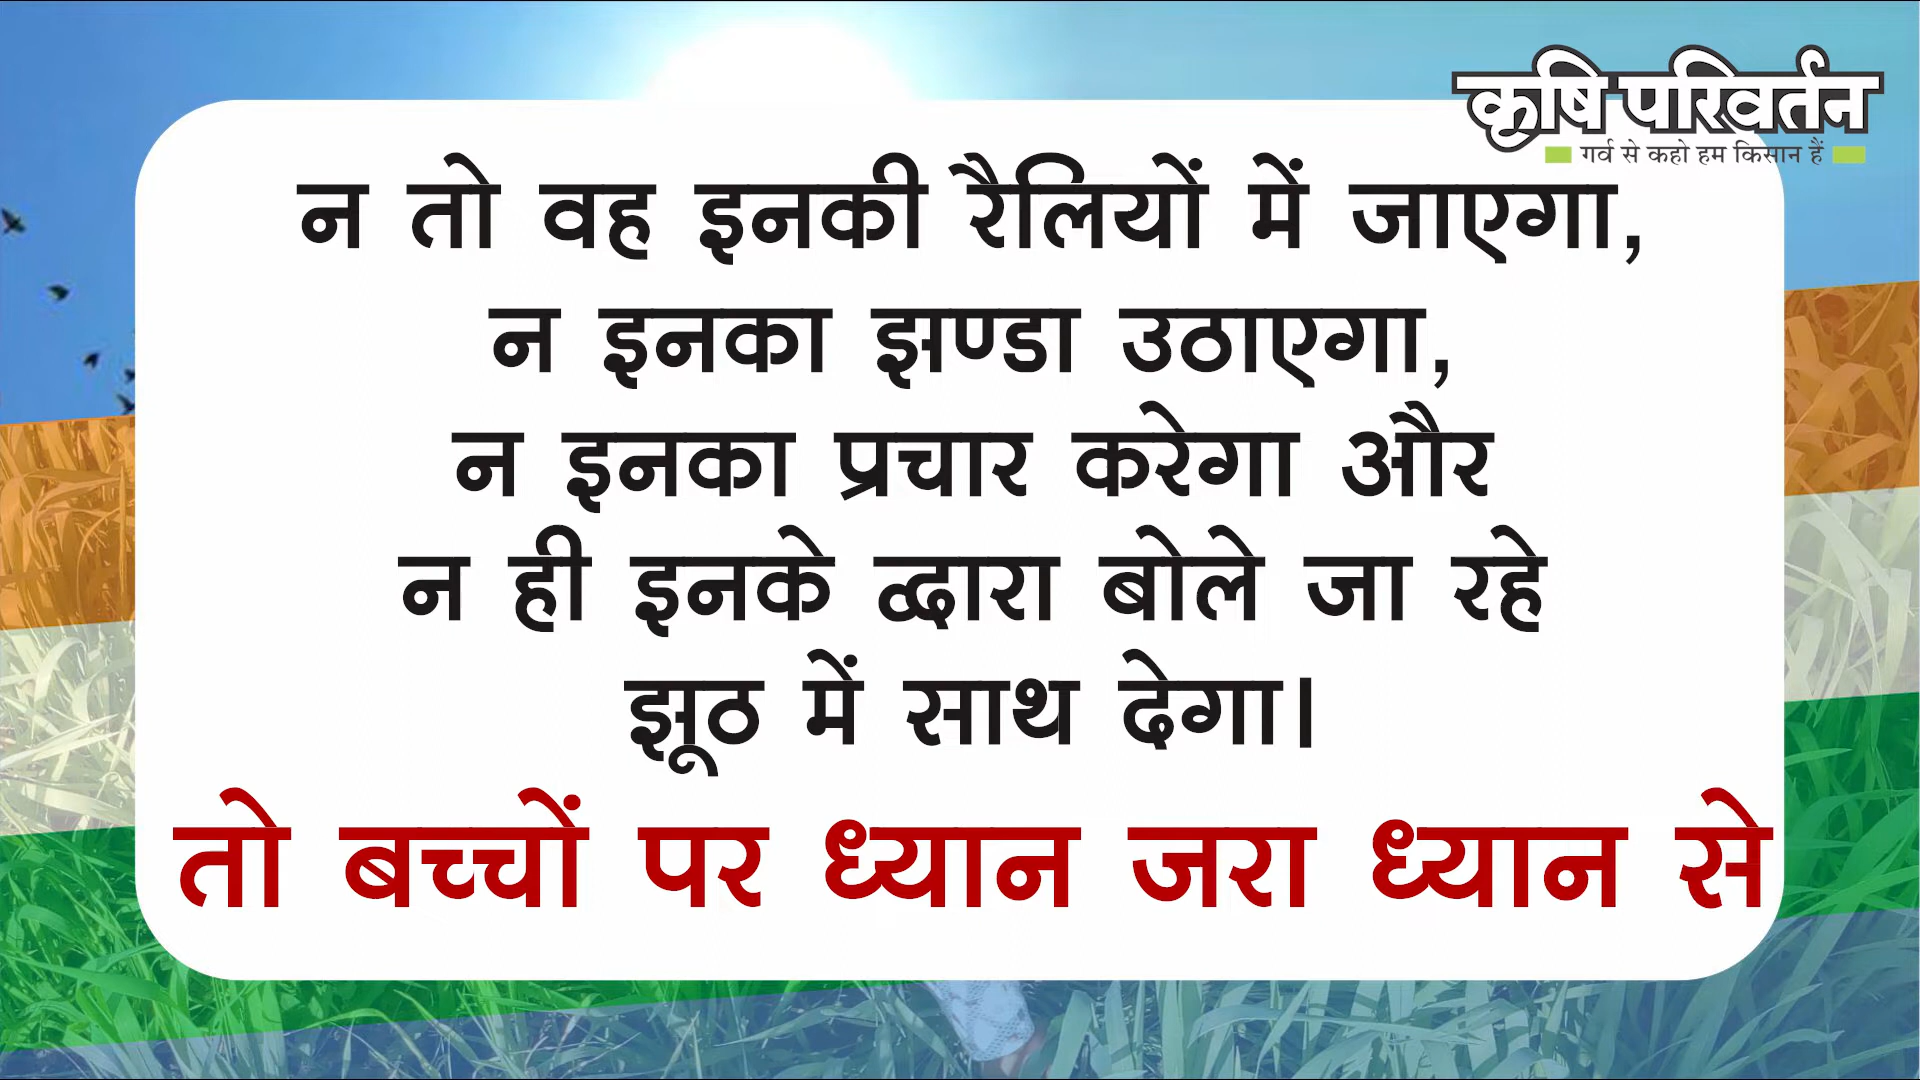 कृषि परिवर्तन
गर्व से कहो हम किसान हैं
न तो वह इनकी रैलियों में जाएगा,
न इनका झण्डा उठाएगा,
न इनका प्रचार करेगा और
न ही इनके द्वारा बोले जा रहे
झूठ में साथ देगा।
तो बच्चों पर ध्यान जरा ध्यान से